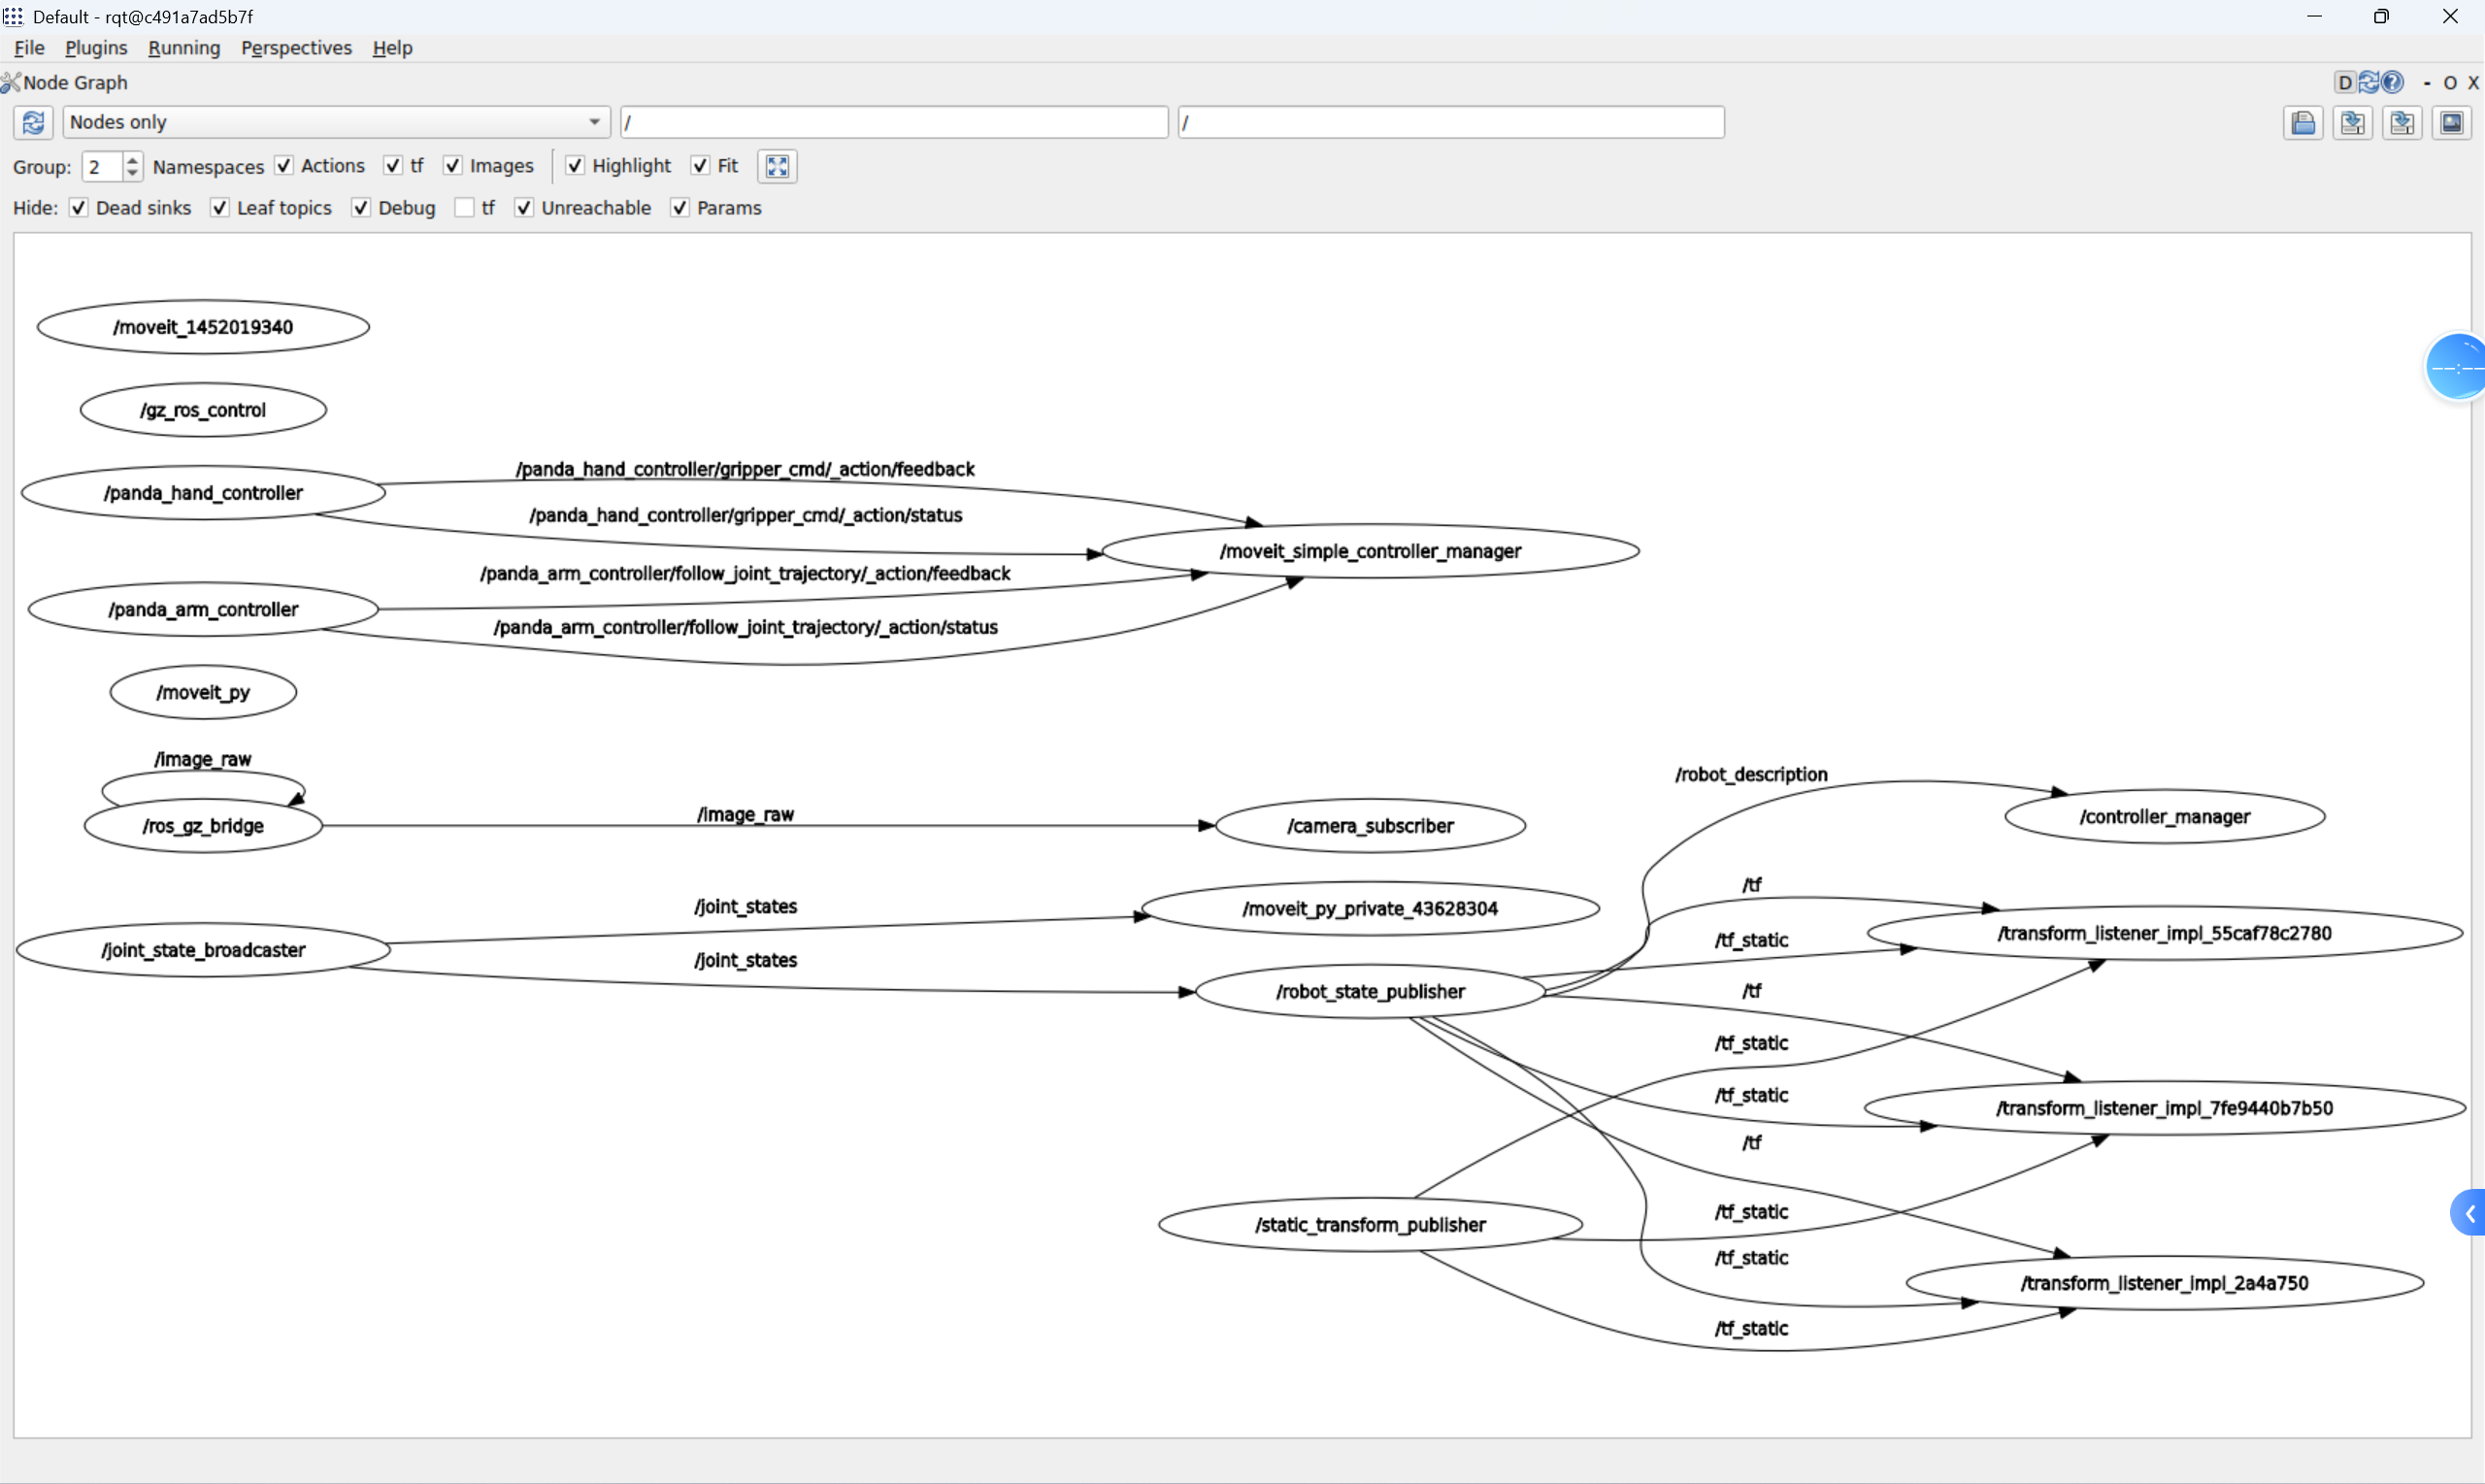 Default - rqt@c491a7ad5b7f
File Plugins Running Perspectives Help
Node Graph
D - O X
Nodes only / /
Group: 2 Namespaces Actions tf Images Highlight Fit
Hide: Dead sinks Leaf topics Debug tf Unreachable Params
/moveit_1452019340
/gz_ros_control
/panda_hand_controller/gripper_cmd/_action/feedback
/panda_hand_controller
/panda_hand_controller/gripper_cmd/_action/status
/moveit_simple_controller_manager
/panda_arm_controller/follow_joint_trajectory/_action/feedback
/panda_arm_controller
/panda_arm_controller/follow_joint_trajectory/_action/status
/moveit_py
/image_raw
/robot_description
/image_raw
/controller_manager
/ros_gz_bridge
/camera_subscriber
/tf
/joint_states
/moveit_py_private_43628304
/transform_listener_impl_55caf78c2780
/tf_static
/joint_state_broadcaster
/joint_states
/robot_state_publisher
/tf
/tf_static
/tf_static
/transform_listener_impl_7fe9440b7b50
/tf
/tf_static
/static_transform_publisher
/tf_static
/transform_listener_impl_2a4a750
/tf_static
--:--